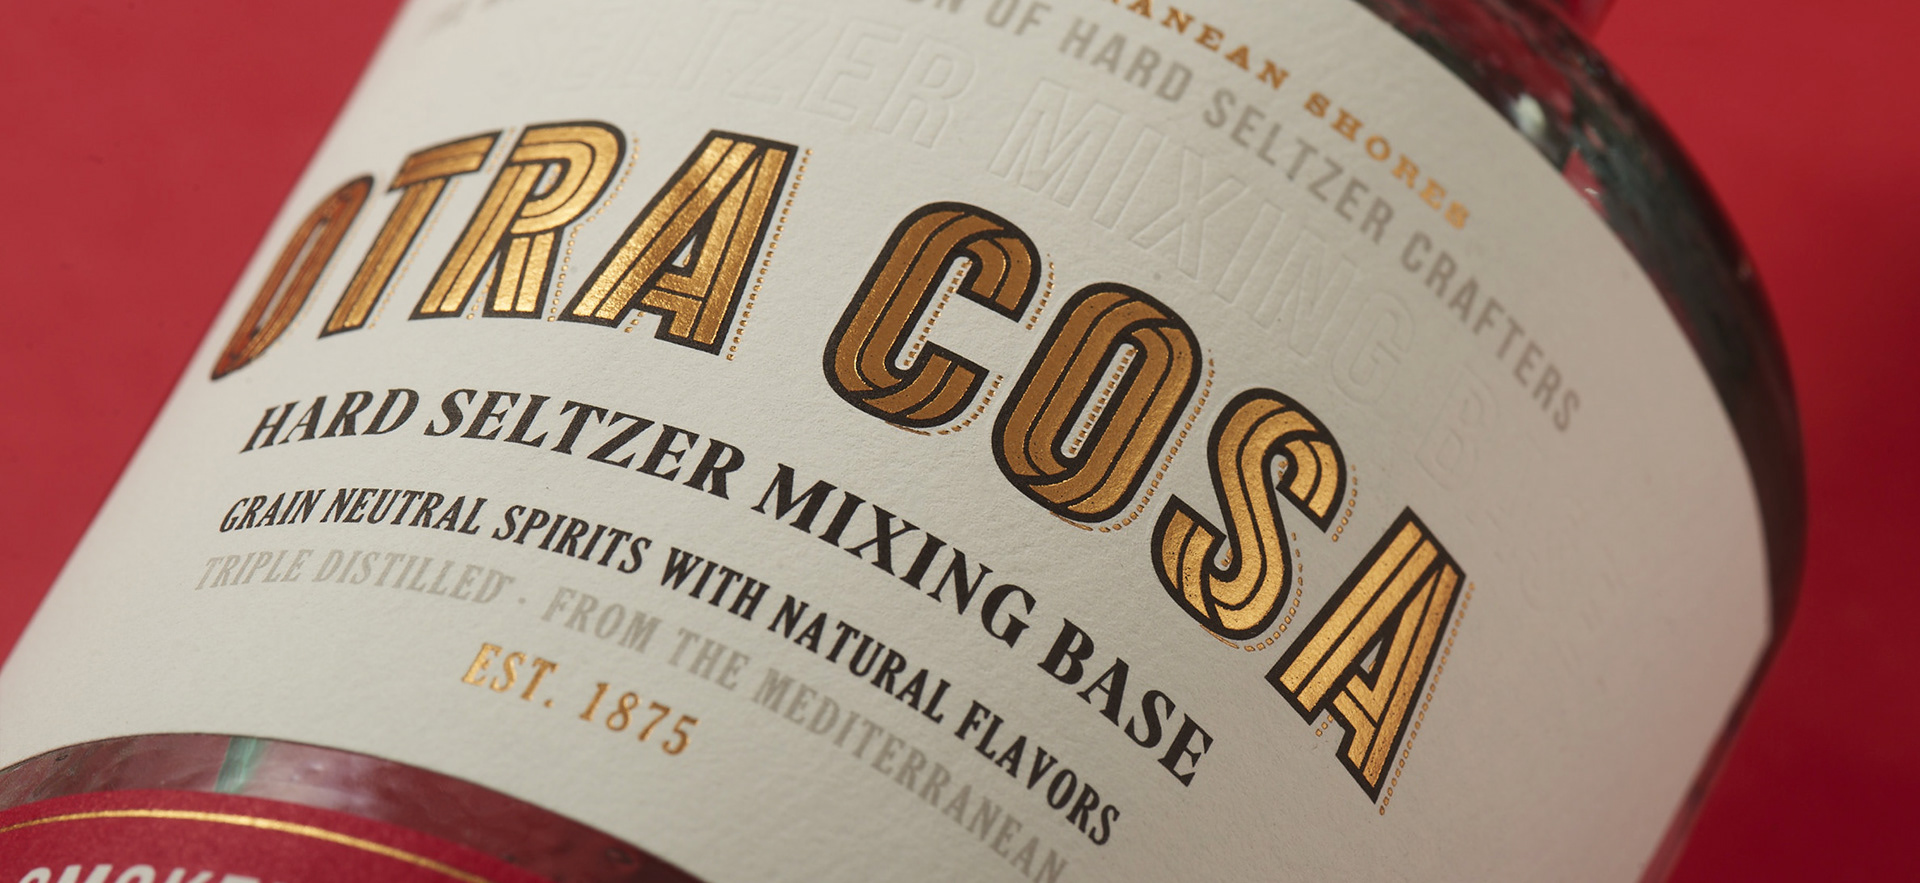 SHORES
OF HARD SELTZER CRAFTERS
SELTZER MIXING B
OTRA COSA
HARD SELTZER MIXING BASE
GRAIN NEUTRAL SPIRITS WITH NATURAL FLAVORS
TRIPLE DISTILLED · FROM THE MEDITERRANEAN
EST. 1875